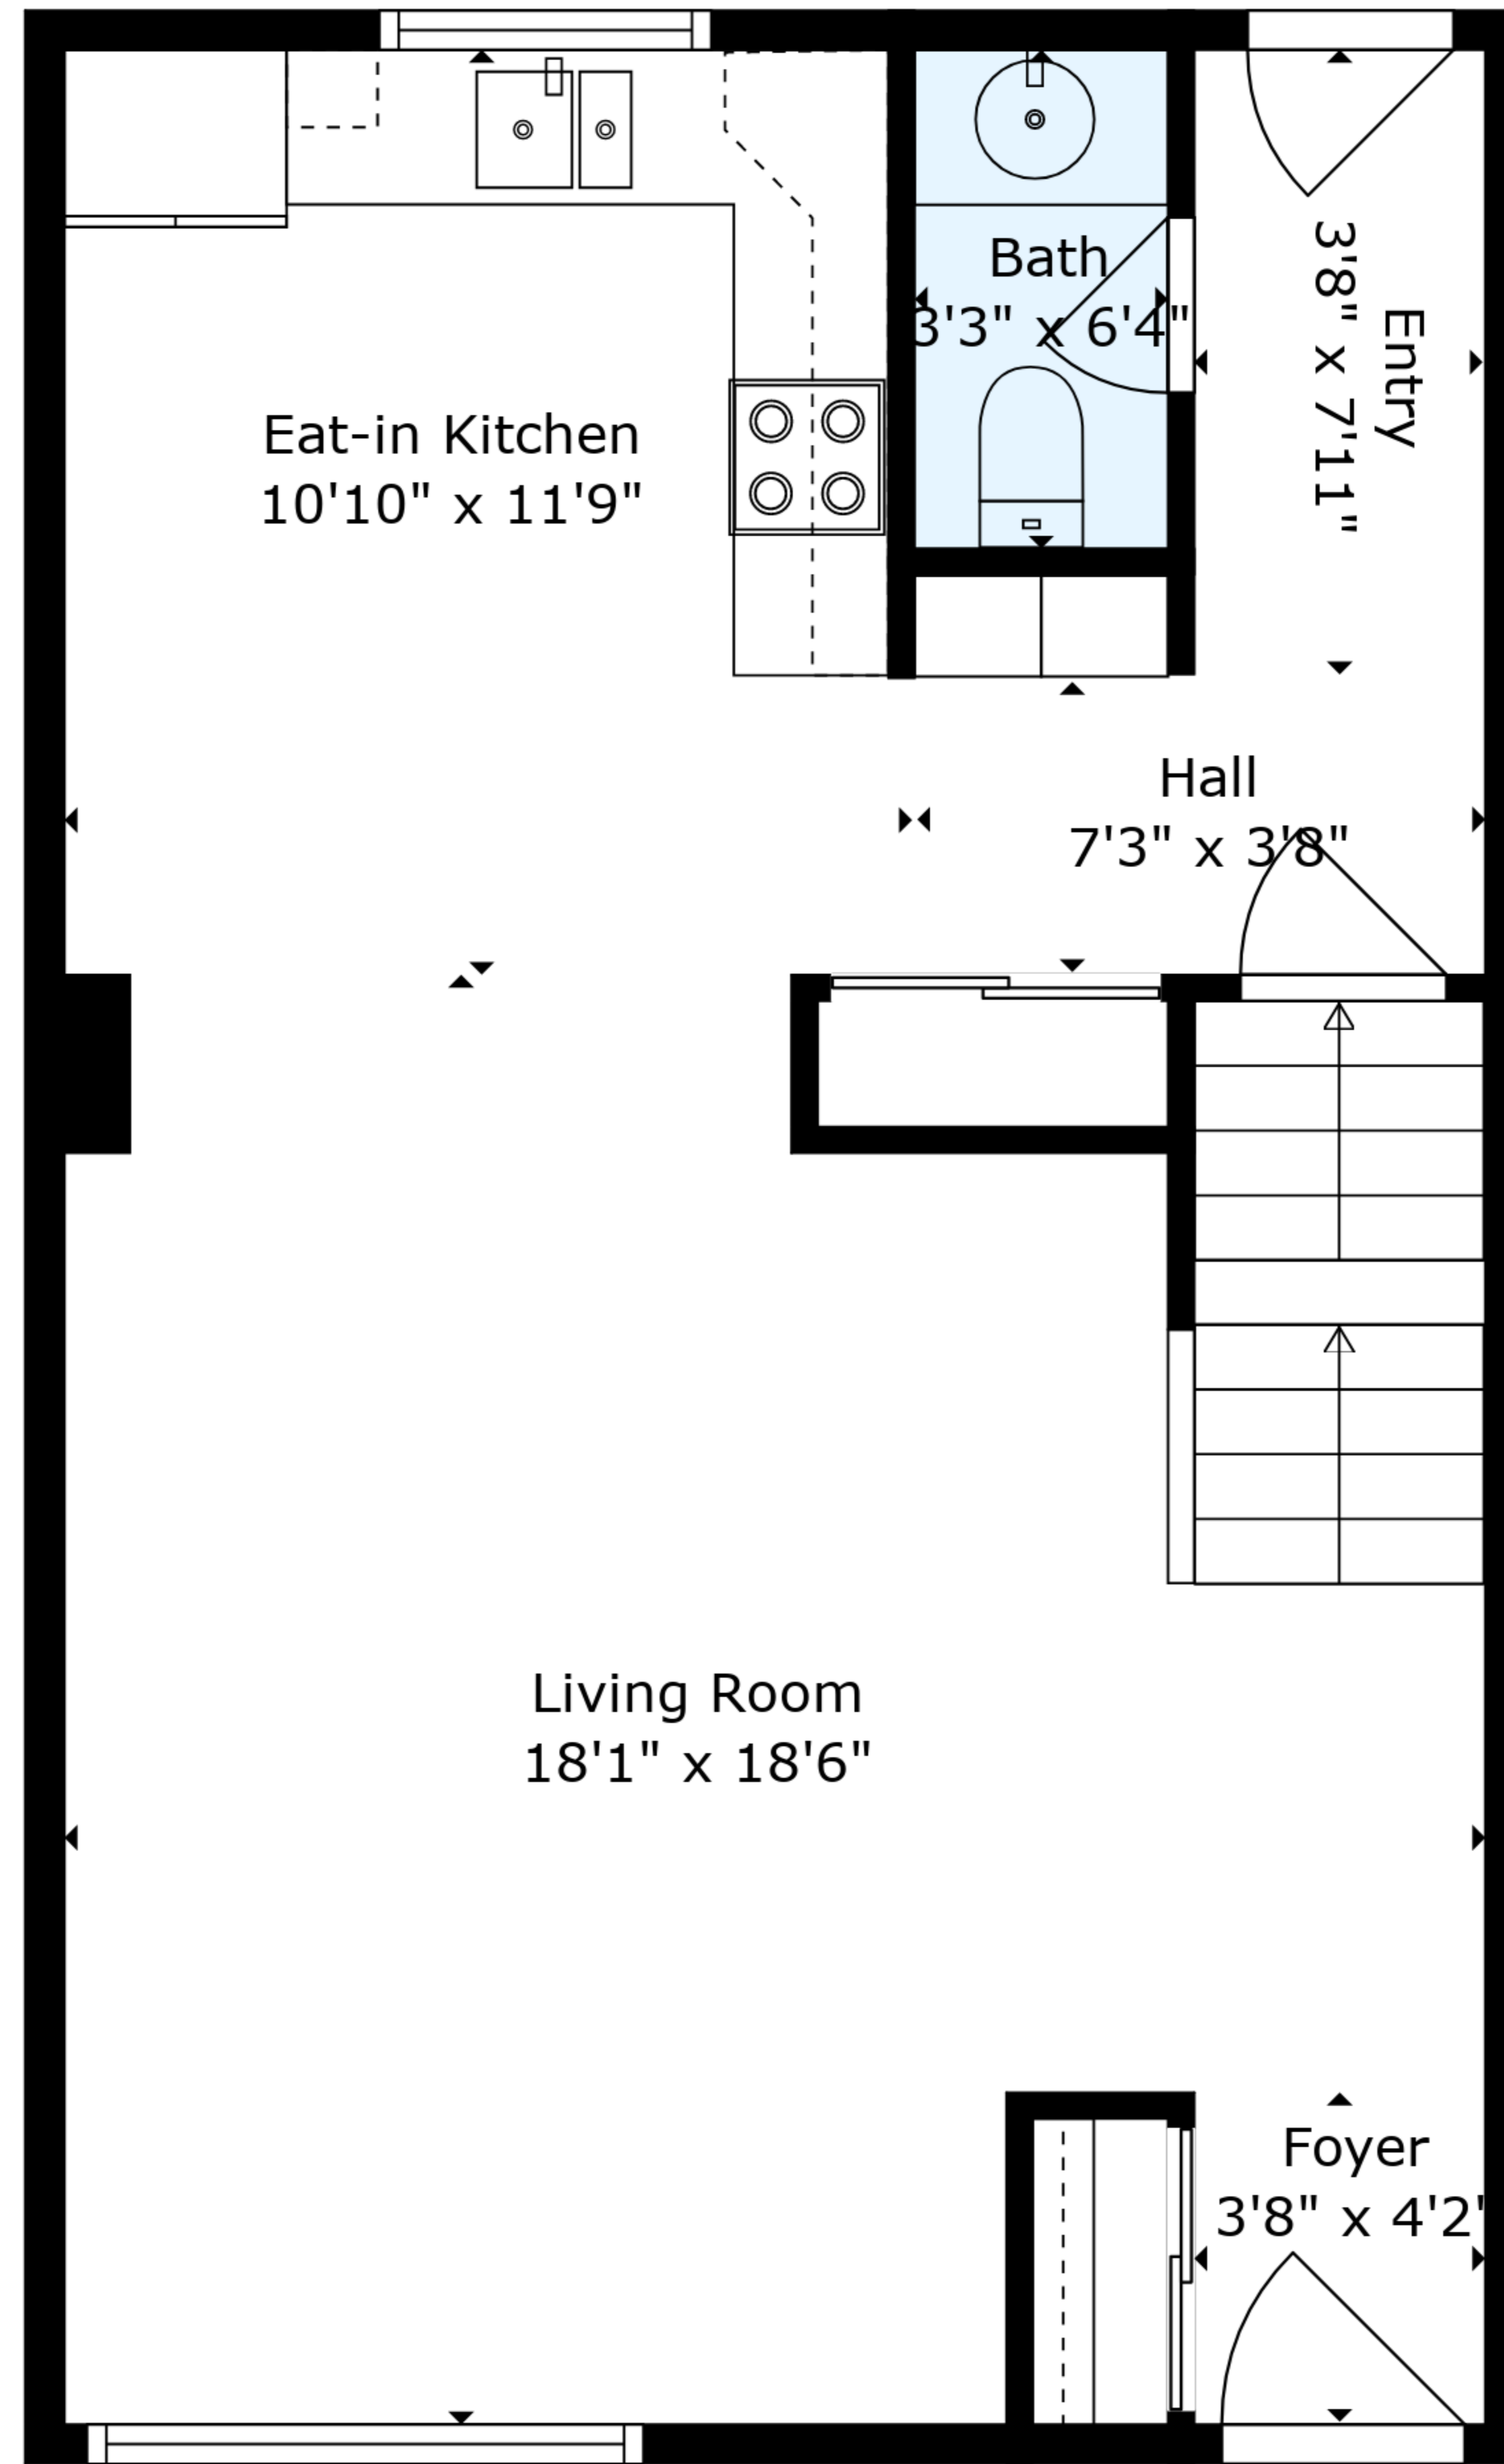 Bath
3'3" x 6'4"
Entry
3'8" x 7'11"
Eat-in Kitchen
10'10" x 11'9"
Hall
7'3" x 3'8"
Living Room
18'1" x 18'6"
Foyer
3'8" x 4'2"